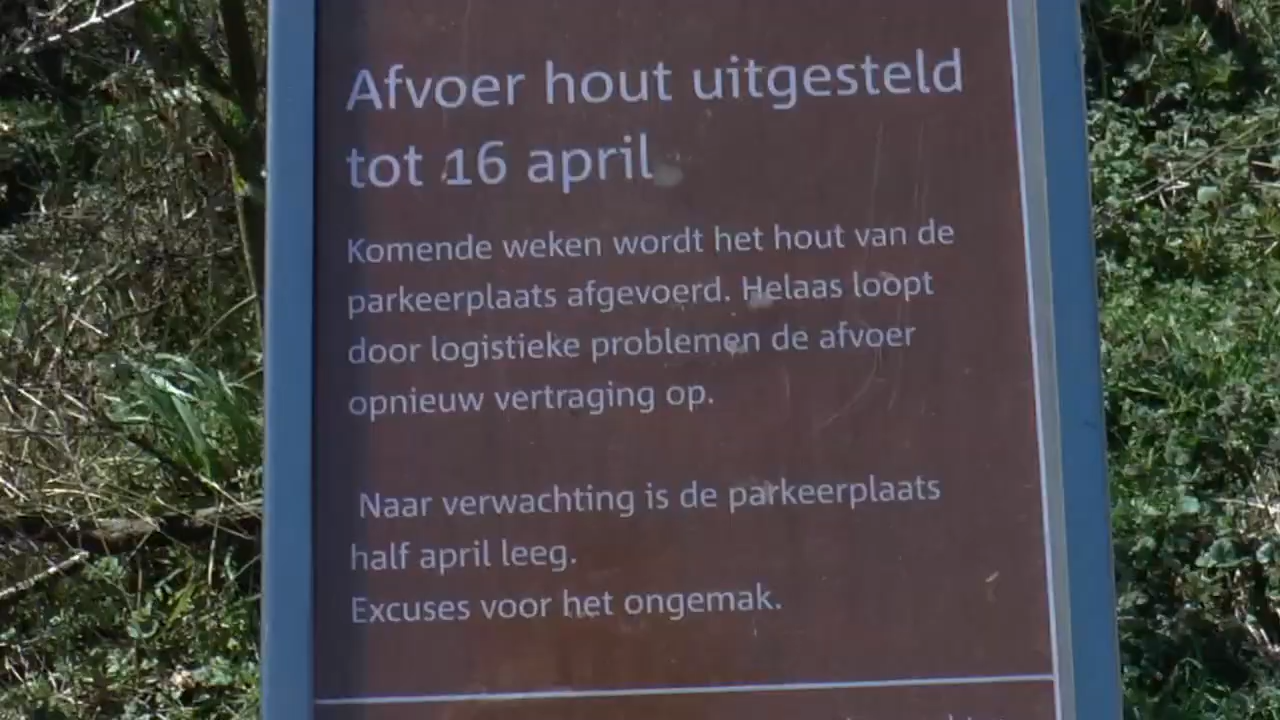 Afvoer hout uitgesteld
tot 16 april
Komende weken wordt het hout van de
parkeerplaats afgevoerd. Helaas loopt
door logistieke problemen de afvoer
opnieuw vertraging op.
Naar verwachting is de parkeerplaats
half april leeg.
Excuses voor het ongemak.